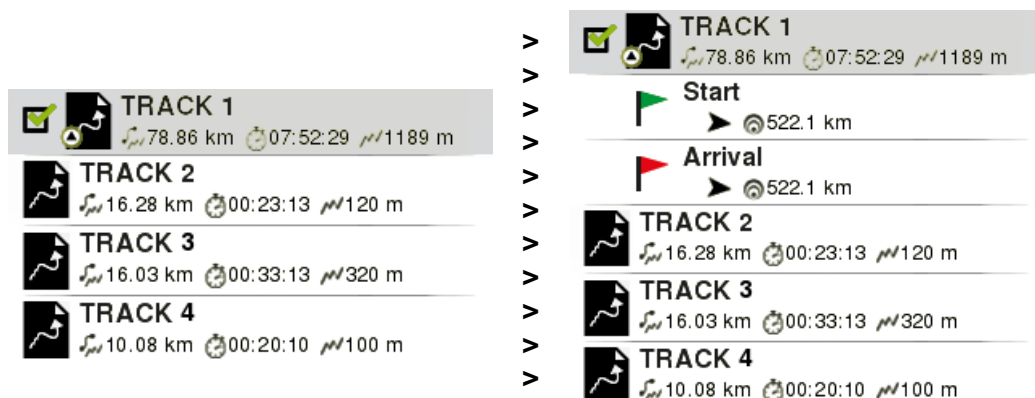 TRACK 1
78.86 km 07:52:29 1189 m
TRACK 2
16.28 km 00:23:13 120 m
TRACK 3
16.03 km 00:33:13 320 m
TRACK 4
10.08 km 00:20:10 100 m
>
>
>
>
>
>
>
>
>
>
>
TRACK 1
78.86 km 07:52:29 1189 m
Start
522.1 km
Arrival
522.1 km
TRACK 2
16.28 km 00:23:13 120 m
TRACK 3
16.03 km 00:33:13 320 m
TRACK 4
10.08 km 00:20:10 100 m